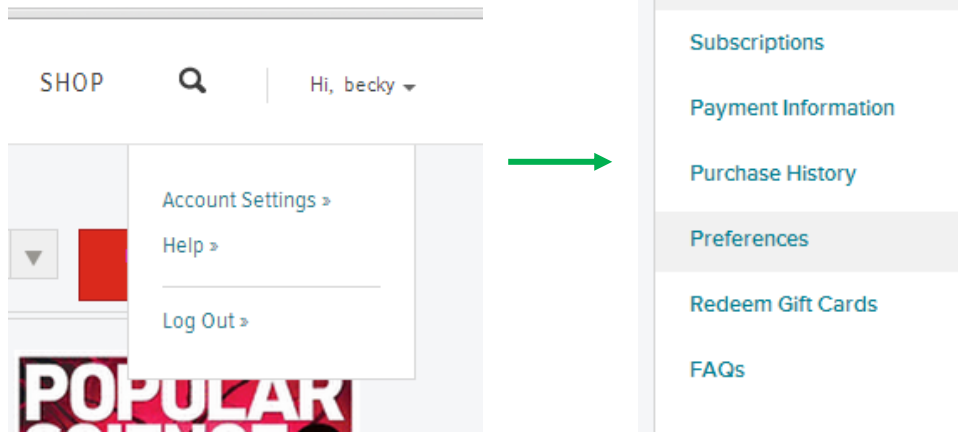 SHOP
Hi, becky
Account Settings »
Help »
Log Out »
POPULAR
SCIENCE
Subscriptions
Payment Information
Purchase History
Preferences
Redeem Gift Cards
FAQs